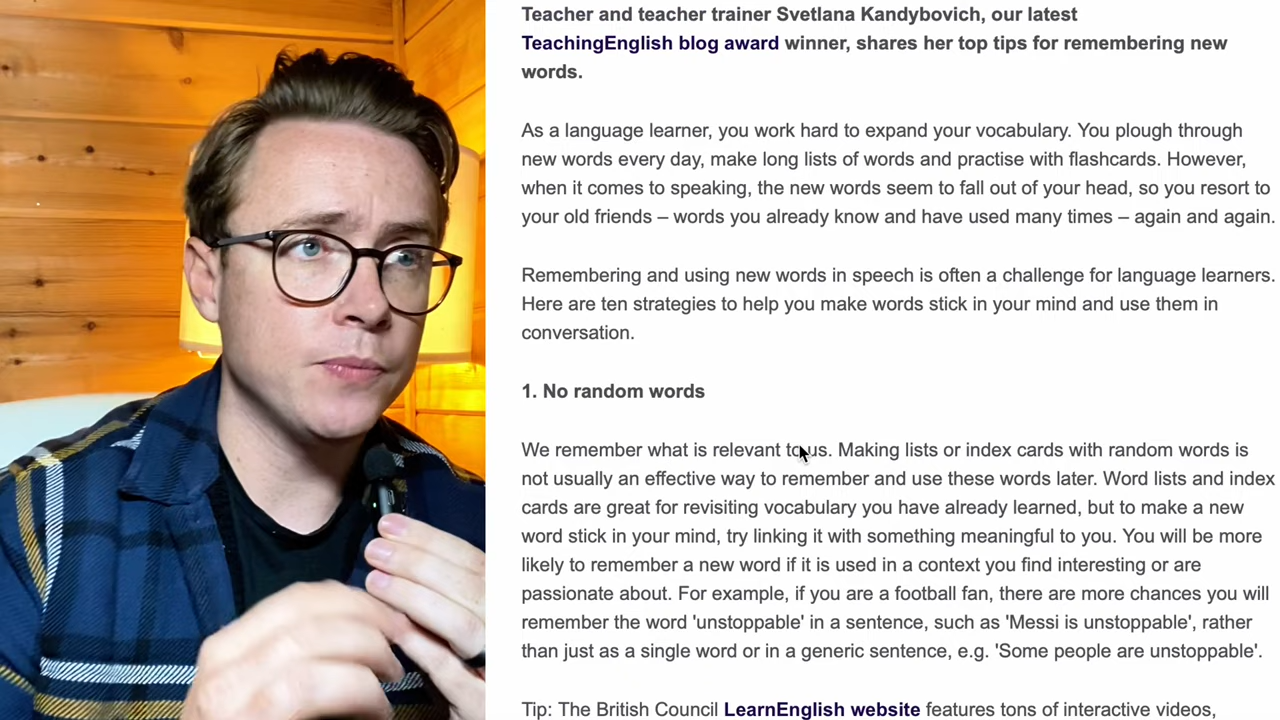 Teacher and teacher trainer Svetlana Kandybovich, our latest
TeachingEnglish blog award winner, shares her top tips for remembering new
words.
As a language learner, you work hard to expand your vocabulary. You plough through
new words every day, make long lists of words and practise with flashcards. However,
when it comes to speaking, the new words seem to fall out of your head, so you resort to
your old friends – words you already know and have used many times – again and again.
Remembering and using new words in speech is often a challenge for language learners.
Here are ten strategies to help you make words stick in your mind and use them in
conversation.
1. No random words
We remember what is relevant to us. Making lists or index cards with random words is
not usually an effective way to remember and use these words later. Word lists and index
cards are great for revisiting vocabulary you have already learned, but to make a new
word stick in your mind, try linking it with something meaningful to you. You will be more
likely to remember a new word if it is used in a context you find interesting or are
passionate about. For example, if you are a football fan, there are more chances you will
remember the word 'unstoppable' in a sentence, such as 'Messi is unstoppable', rather
than just as a single word or in a generic sentence, e.g. 'Some people are unstoppable'.
Tip: The British Council LearnEnglish website features tons of interactive videos,